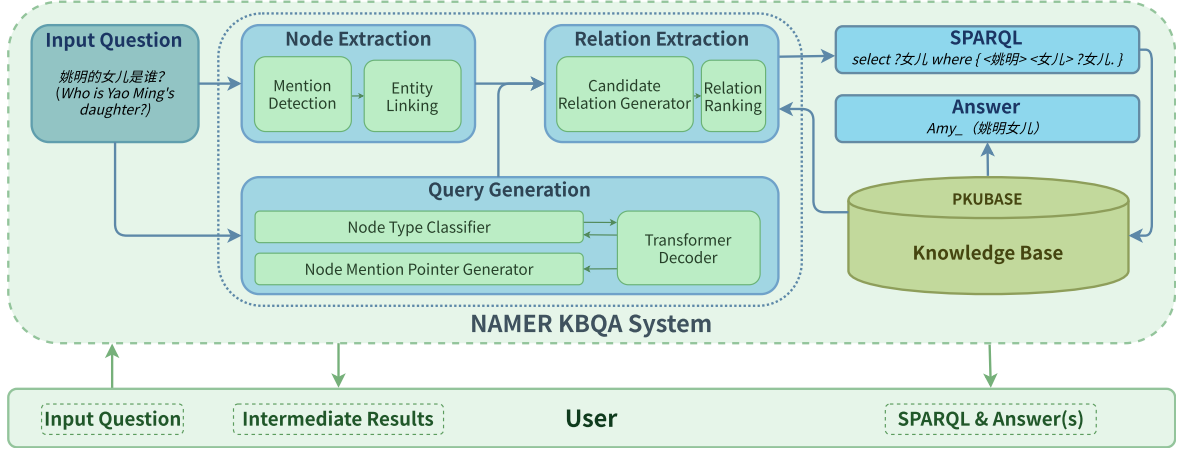 Input Question
姚明的女儿是谁?
(Who is Yao Ming's
daughter?)
Node Extraction
Mention
Detection
Entity
Linking
Relation Extraction
Candidate
Relation Generator
Relation
Ranking
SPARQL
select ?女儿 where { <姚明> <女儿> ?女儿. }
Answer
Amy_（姚明女儿）
Query Generation
Node Type Classifier
Node Mention Pointer Generator
Transformer
Decoder
PKUBASE
Knowledge Base
NAMER KBQA System
Input Question
Intermediate Results
User
SPARQL & Answer(s)